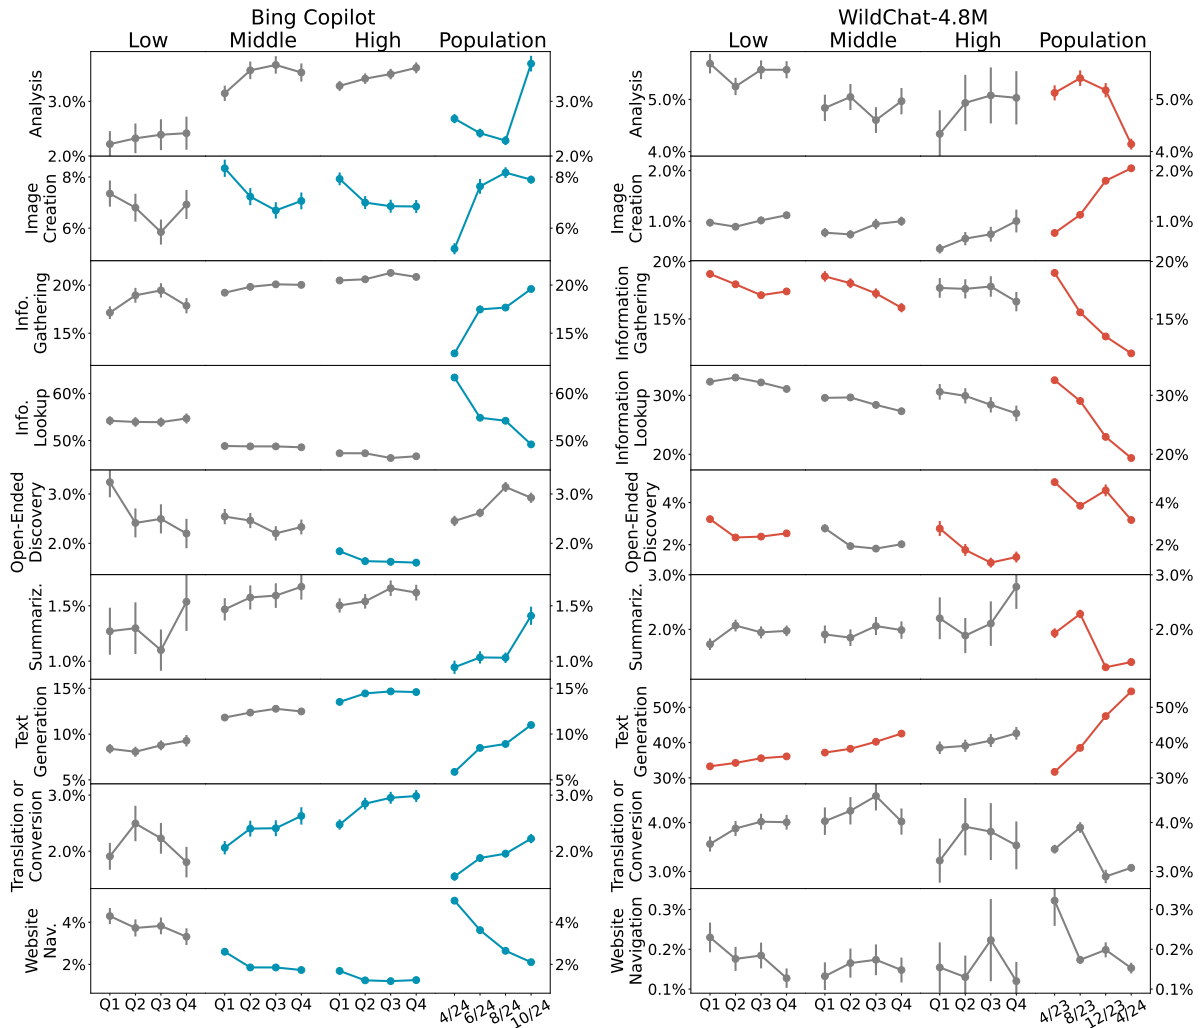 Bing Copilot
WildChat-4.8M
Low Middle High Population
Low Middle High Population
Analysis
3.0%
2.0%
3.0%
2.0%
Analysis
5.0%
4.0%
5.0%
4.0%
Image
Creation
8%
6%
8%
6%
Image
Creation
2.0%
1.0%
2.0%
1.0%
Info.
Gathering
20%
15%
20%
15%
Information
Gathering
20%
15%
20%
15%
Info.
Lookup
60%
50%
60%
50%
Information
Lookup
30%
20%
30%
20%
Open-Ended
Discovery
3.0%
2.0%
3.0%
2.0%
Open-Ended
Discovery
4%
2%
4%
2%
Summariz.
1.5%
1.0%
1.5%
1.0%
Summariz.
3.0%
2.0%
3.0%
2.0%
Text
Generation
15%
10%
5%
15%
10%
5%
Text
Generation
50%
40%
30%
50%
40%
30%
Translation or
Conversion
3.0%
2.0%
3.0%
2.0%
Translation or
Conversion
4.0%
3.0%
4.0%
3.0%
Website
Nav.
4%
2%
4%
2%
Website
Navigation
0.3%
0.2%
0.1%
0.3%
0.2%
0.1%
Q1 Q2 Q3 Q4 Q1 Q2 Q3 Q4 Q1 Q2 Q3 Q4 4/24 6/24 8/24 10/24
Q1 Q2 Q3 Q4 Q1 Q2 Q3 Q4 Q1 Q2 Q3 Q4 4/23 8/23 12/23 4/24